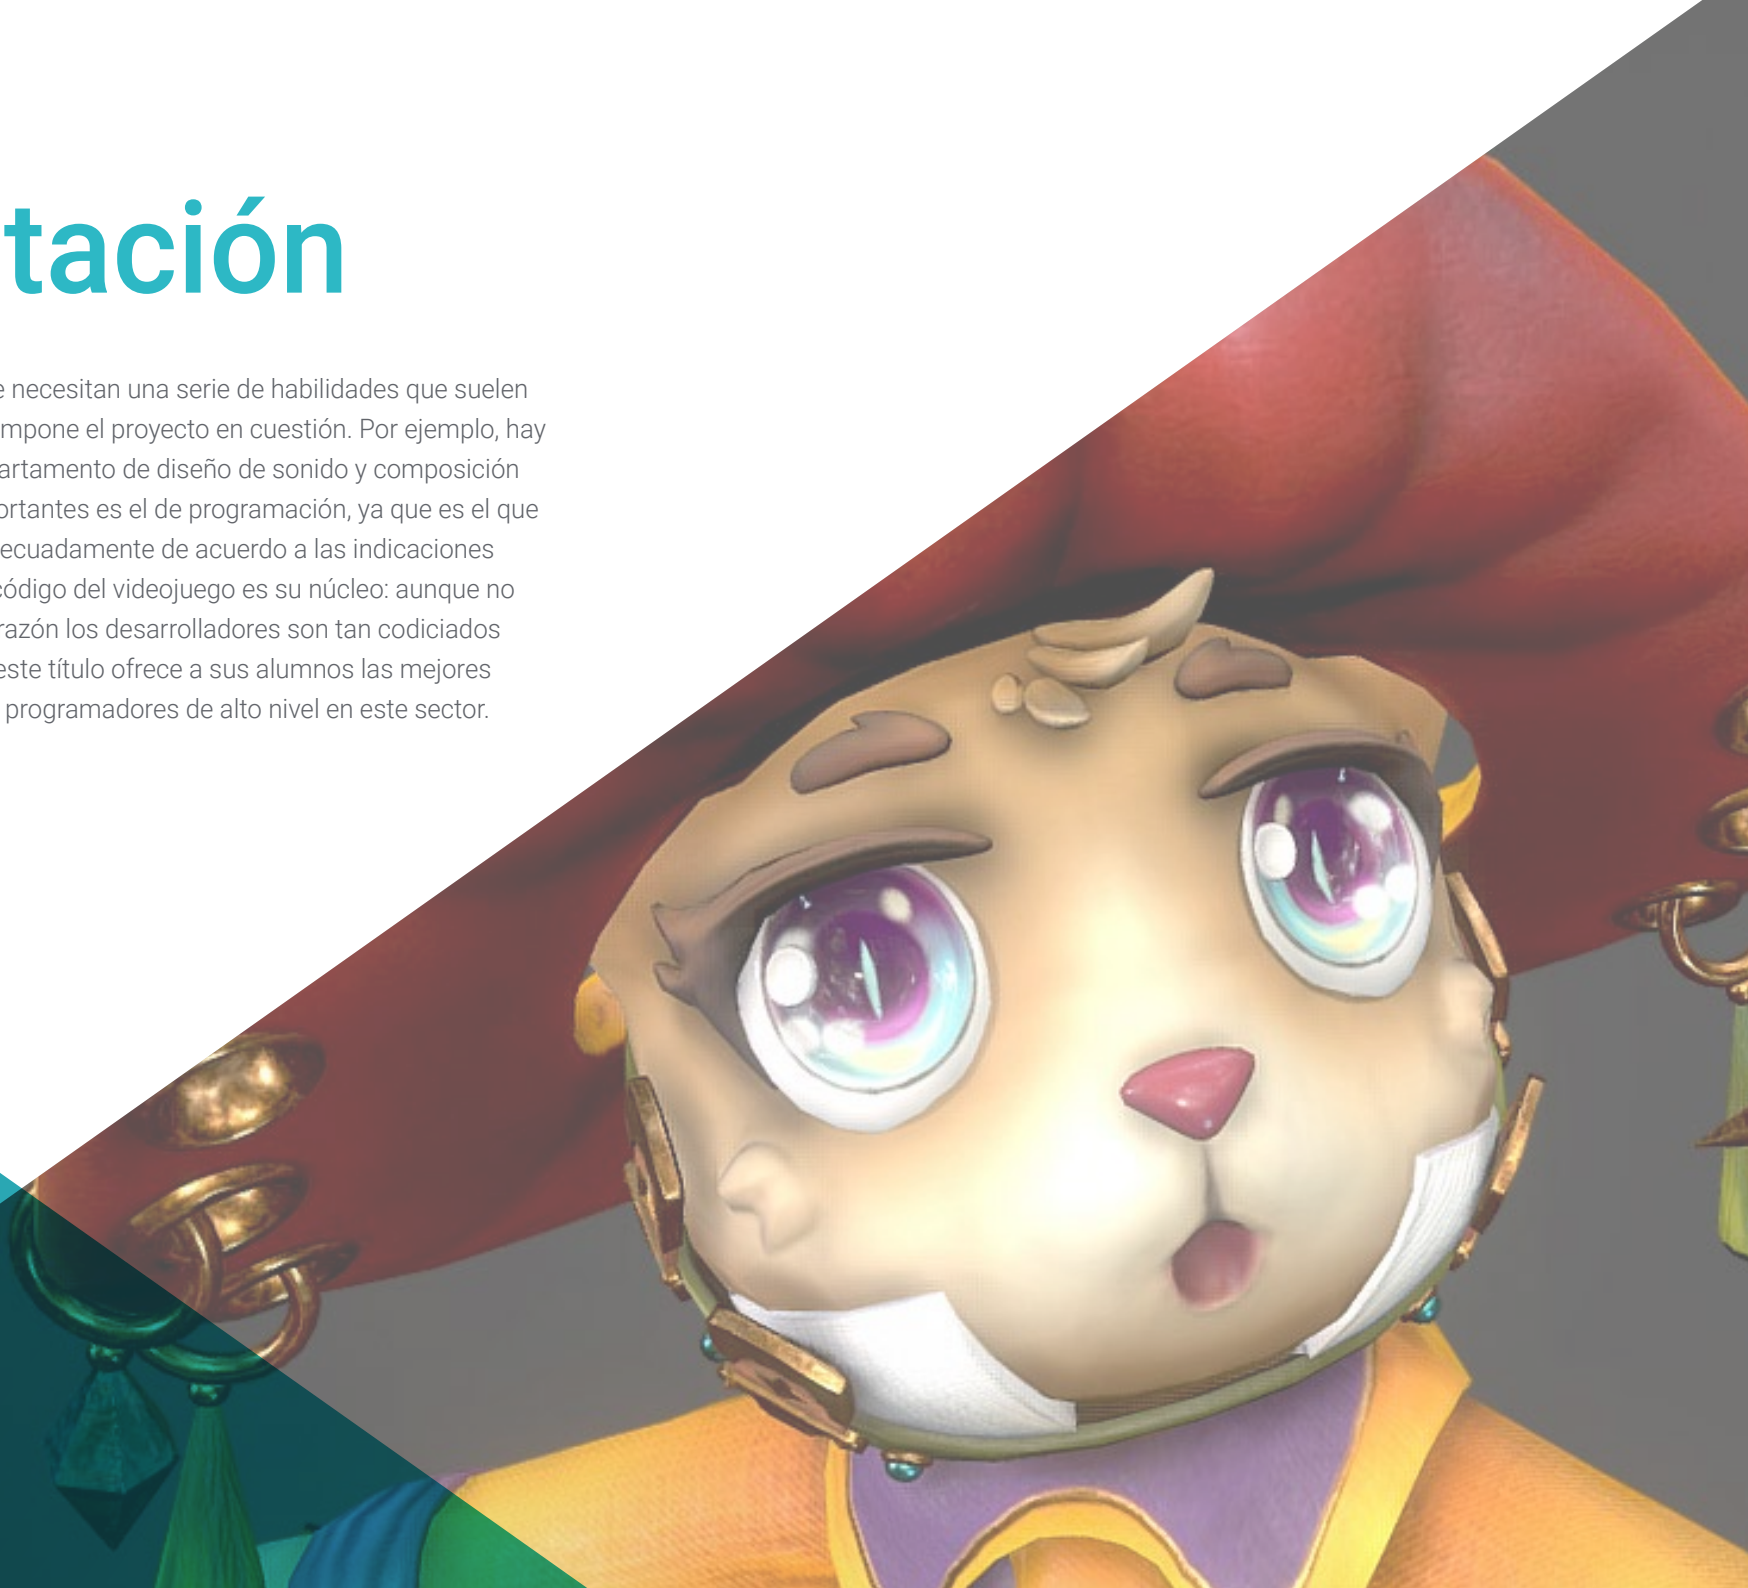 tación
necesitan una serie de habilidades que suelen
mpone el proyecto en cuestión. Por ejemplo, hay
artamento de diseño de sonido y composición
ortantes es el de programación, ya que es el que
ecuadamente de acuerdo a las indicaciones
código del videojuego es su núcleo: aunque no
razón los desarrolladores son tan codiciados
este título ofrece a sus alumnos las mejores
programadores de alto nivel en este sector.